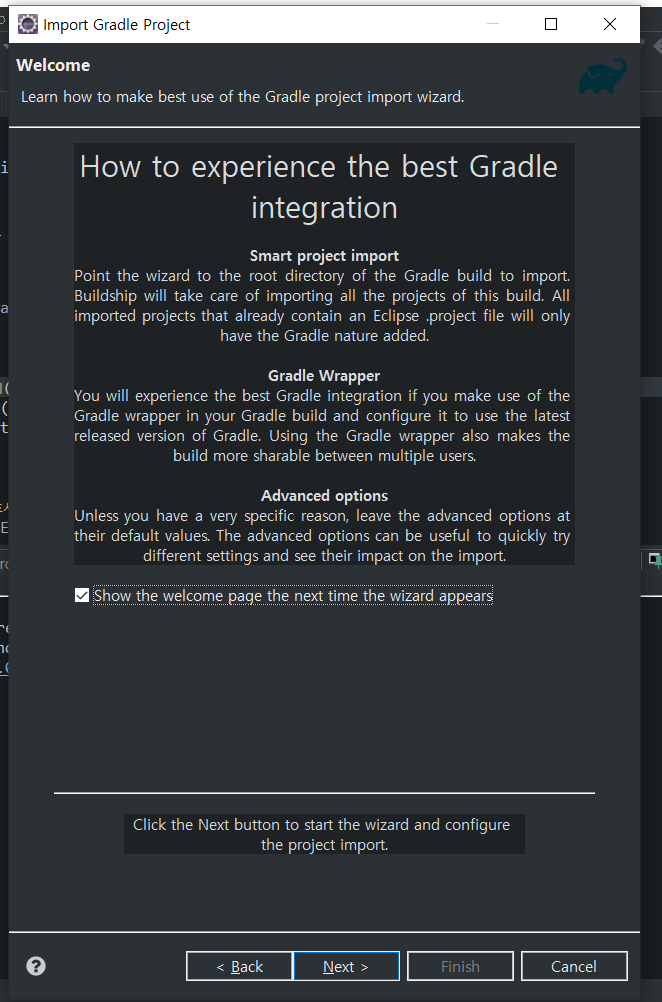 Import Gradle Project
Welcome
Learn how to make best use of the Gradle project import wizard.
How to experience the best Gradle
integration
Smart project import
Point the wizard to the root directory of the Gradle build to import.
Buildship will take care of importing all the projects of this build. All
imported projects that already contain an Eclipse .project file will only
have the Gradle nature added.
Gradle Wrapper
You will experience the best Gradle integration if you make use of the
Gradle wrapper in your Gradle build and configure it to use the latest
released version of Gradle. Using the Gradle wrapper also makes the
build more sharable between multiple users.
Advanced options
Unless you have a very specific reason, leave the advanced options at
their default values. The advanced options can be useful to quickly try
different settings and see their impact on the import.
Show the welcome page the next time the wizard appears
Click the Next button to start the wizard and configure
the project import.
? < Back Next > Finish Cancel